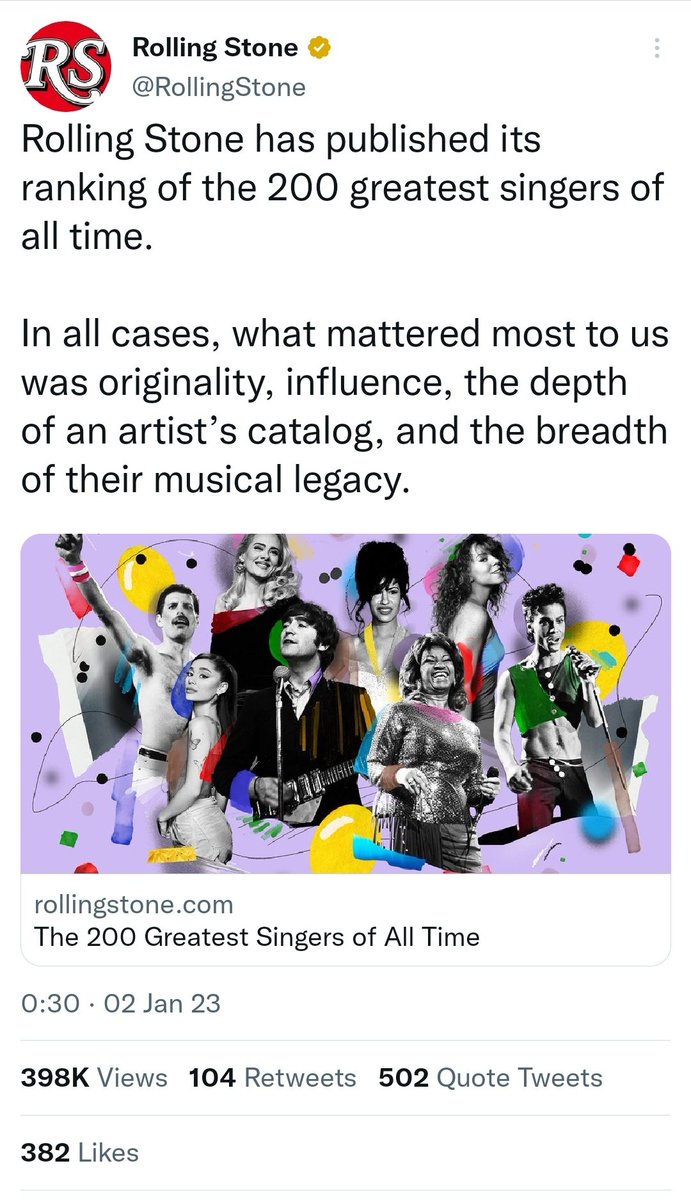 RS
Rolling Stone
@RollingStone
Rolling Stone has published its
ranking of the 200 greatest singers of
all time.
In all cases, what mattered most to us
was originality, influence, the depth
of an artist’s catalog, and the breadth
of their musical legacy.
rollingstone.com
The 200 Greatest Singers of All Time
0:30 · 02 Jan 23
398K Views 104 Retweets 502 Quote Tweets
382 Likes